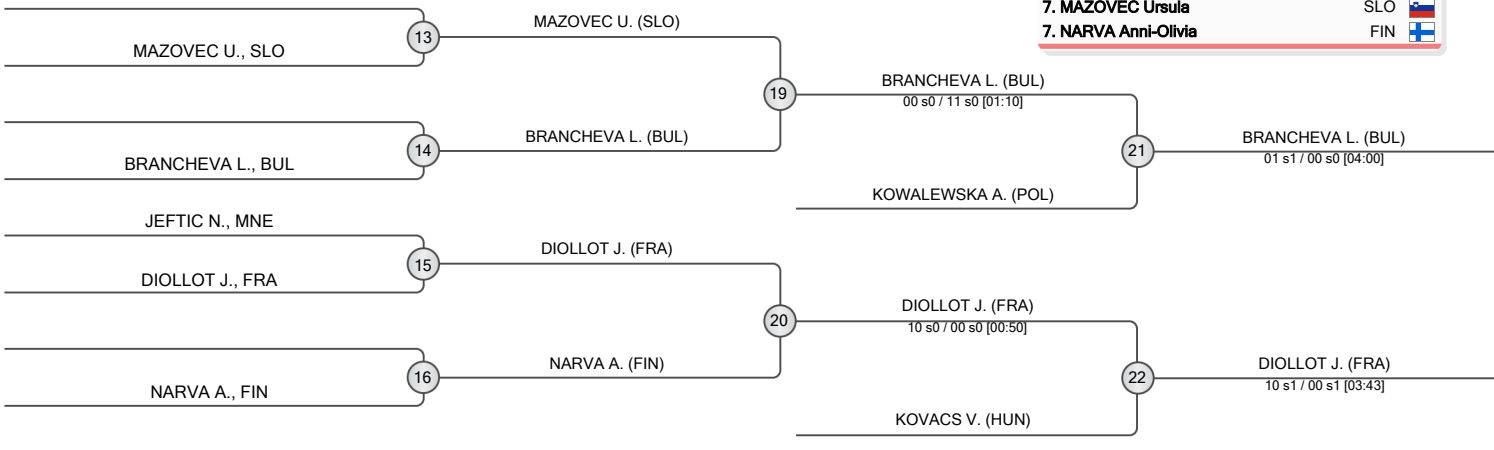 7. MAZOVEC Ursula SLO
7. NARVA Anni-Olivia FIN
MAZOVEC U., SLO
13
MAZOVEC U. (SLO)
BRANCHEVA L., BUL
14
BRANCHEVA L. (BUL)
19
BRANCHEVA L. (BUL)
00 s0 / 11 s0 [01:10]
KOWALEWSKA A. (POL)
21
BRANCHEVA L. (BUL)
01 s1 / 00 s0 [04:00]
JEFTIC N., MNE
DIOLLOT J., FRA
15
DIOLLOT J. (FRA)
NARVA A., FIN
16
NARVA A. (FIN)
20
DIOLLOT J. (FRA)
10 s0 / 00 s0 [00:50]
KOVACS V. (HUN)
22
DIOLLOT J. (FRA)
10 s1 / 00 s1 [03:43]